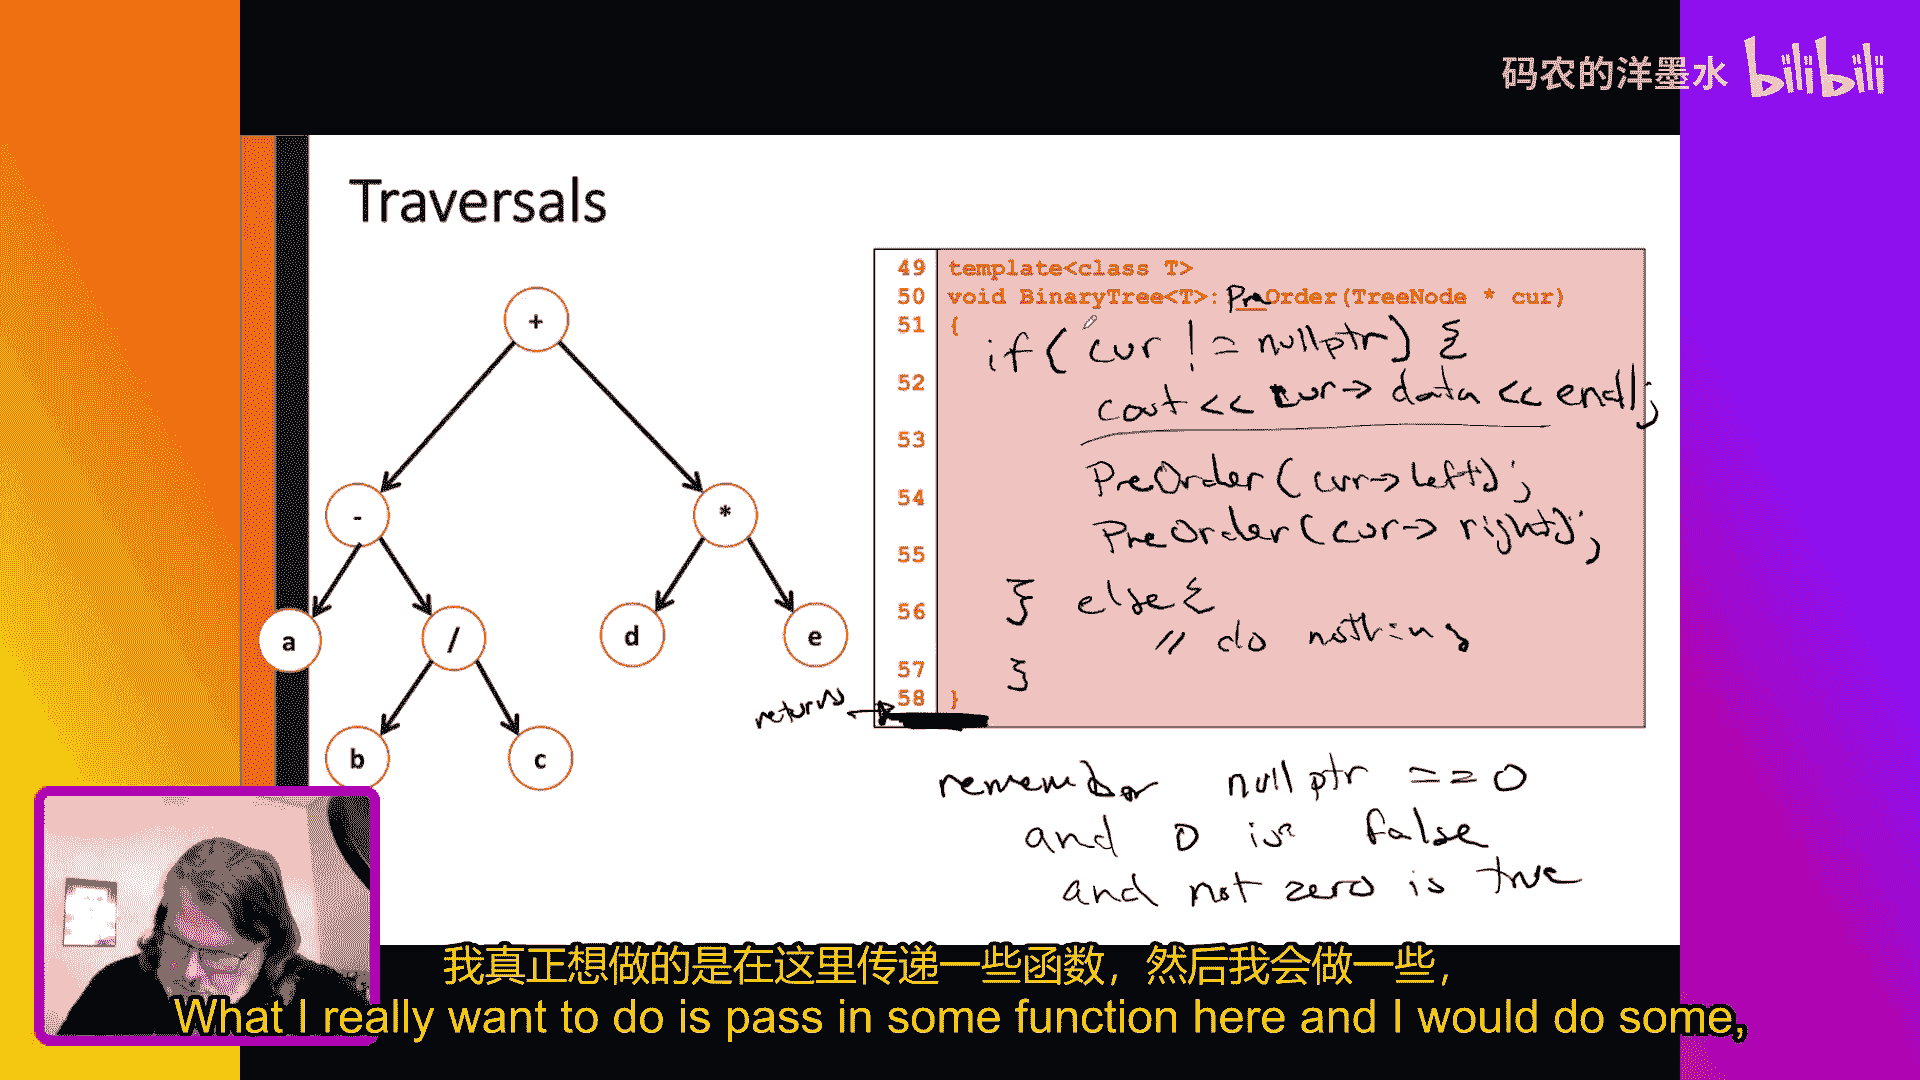 码农的洋墨水 bilibili
Traversals
+
-
*
a
/
d
e
b
c
49 template<class T>
50 void BinaryTree<T>:PreOrder(TreeNode * cur)
51 {
if( cur != nullptr) {
52
cout << cur-> data << endl;
53
PreOrder( cur->left);
54
PreOrder(cur-> right);
55
} else{
56
// do nothing
57
}
58 }
returns
remember nullptr == 0
and 0 is false
and not zero is true
我真正想做的是在这里传递一些函数，然后我会做一些，
What I really want to do is pass in some function here and I would do some,